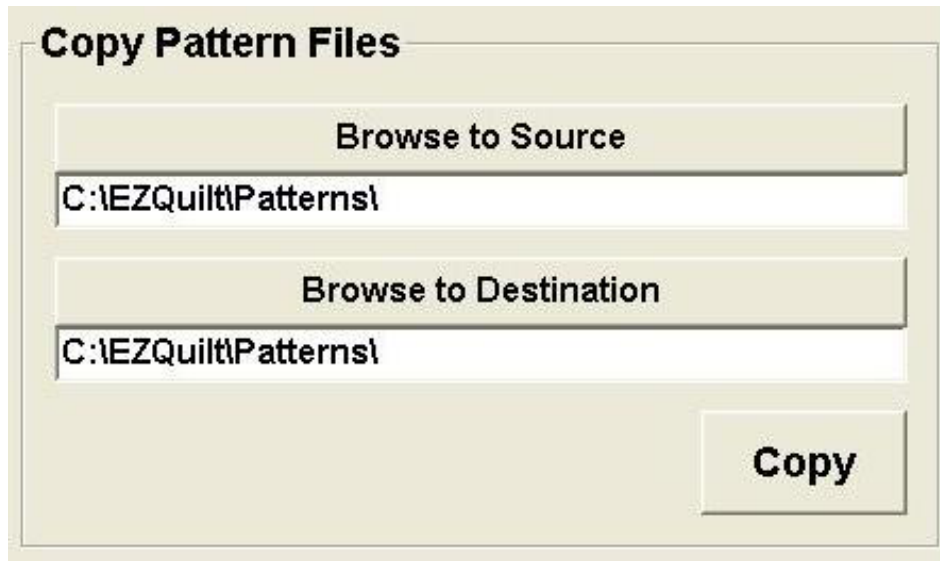 Copy Pattern Files
Browse to Source
C:\EZQuilt\Patterns\
Browse to Destination
C:\EZQuilt\Patterns\
Copy